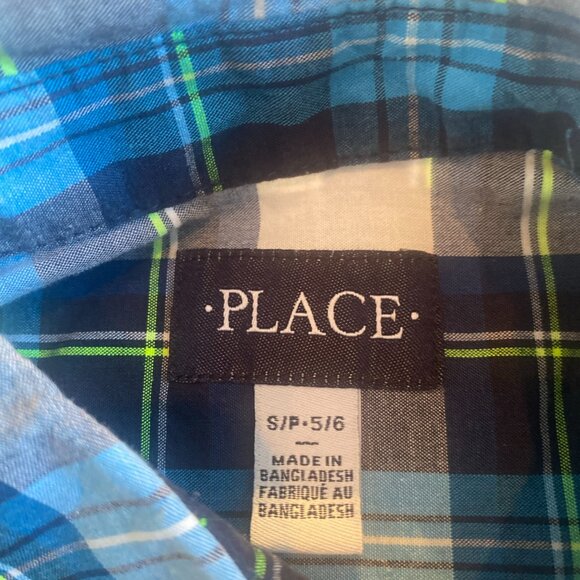 ·PLACE·
S/P·5/6
MADE IN
BANGLADESH
FABRIQUÉ AU
BANGLADESH